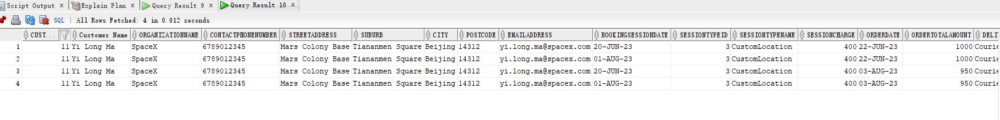 Script Output x Explain Plan x Query Result 9 x Query Result 10 x
SQL | All Rows Fetched: 4 in 0.012 seconds
CUST... Customer Name ORGANIZATIONNAME CONTACTPHONENUMBER STREETADDRESS SUBURB CITY POSTCODE EMAILADDRESS BOOKINGSESSIONDATE SESSIONTYPEID SESSIONTYPENAME SESSIONCHARGE ORDERDATE ORDERTOTALAMOUNT DELI
1 11 Yi Long Ma SpaceX 6789012345 Mars Colony Base Tiananmen Square Beijing 14312 yi.long.ma@spacex.com 20-JUN-23 3 CustomLocation 400 22-JUN-23 1000 Courie
2 11 Yi Long Ma SpaceX 6789012345 Mars Colony Base Tiananmen Square Beijing 14312 yi.long.ma@spacex.com 01-AUG-23 3 CustomLocation 400 22-JUN-23 1000 Courie
3 11 Yi Long Ma SpaceX 6789012345 Mars Colony Base Tiananmen Square Beijing 14312 yi.long.ma@spacex.com 20-JUN-23 3 CustomLocation 400 03-AUG-23 950 Courie
4 11 Yi Long Ma SpaceX 6789012345 Mars Colony Base Tiananmen Square Beijing 14312 yi.long.ma@spacex.com 01-AUG-23 3 CustomLocation 400 03-AUG-23 950 Courie